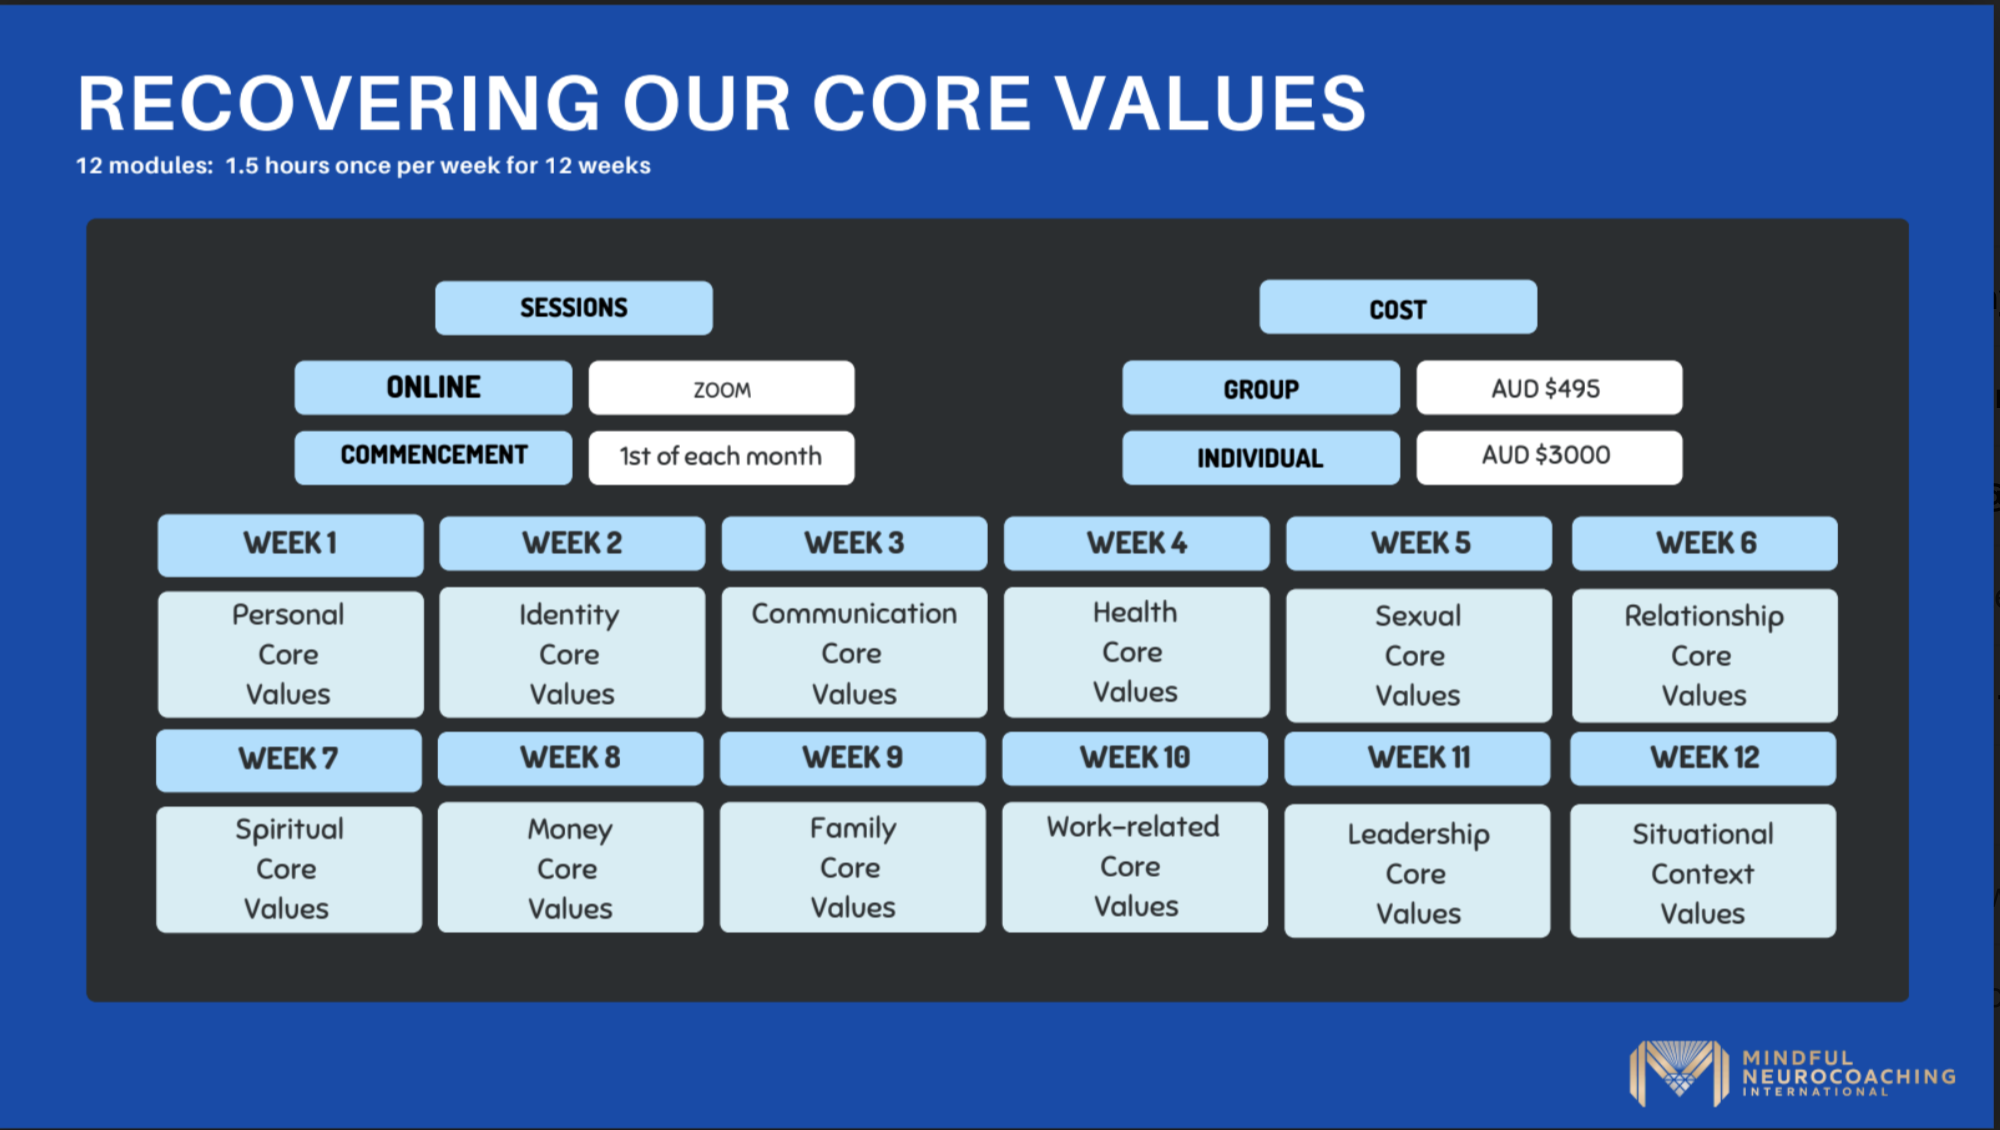 RECOVERING OUR CORE VALUES
12 modules: 1.5 hours once per week for 12 weeks
SESSIONS
COST
ONLINE
ZOOM
GROUP
AUD $495
COMMENCEMENT
1st of each month
INDIVIDUAL
AUD $3000
WEEK 1
WEEK 2
WEEK 3
WEEK 4
WEEK 5
WEEK 6
Personal
Core
Values
Identity
Core
Values
Communication
Core
Values
Health
Core
Values
Sexual
Core
Values
Relationship
Core
Values
WEEK 7
WEEK 8
WEEK 9
WEEK 10
WEEK 11
WEEK 12
Spiritual
Core
Values
Money
Core
Values
Family
Core
Values
Work-related
Core
Values
Leadership
Core
Values
Situational
Context
Values
MINDFUL
NEUROCOACHING
INTERNATIONAL